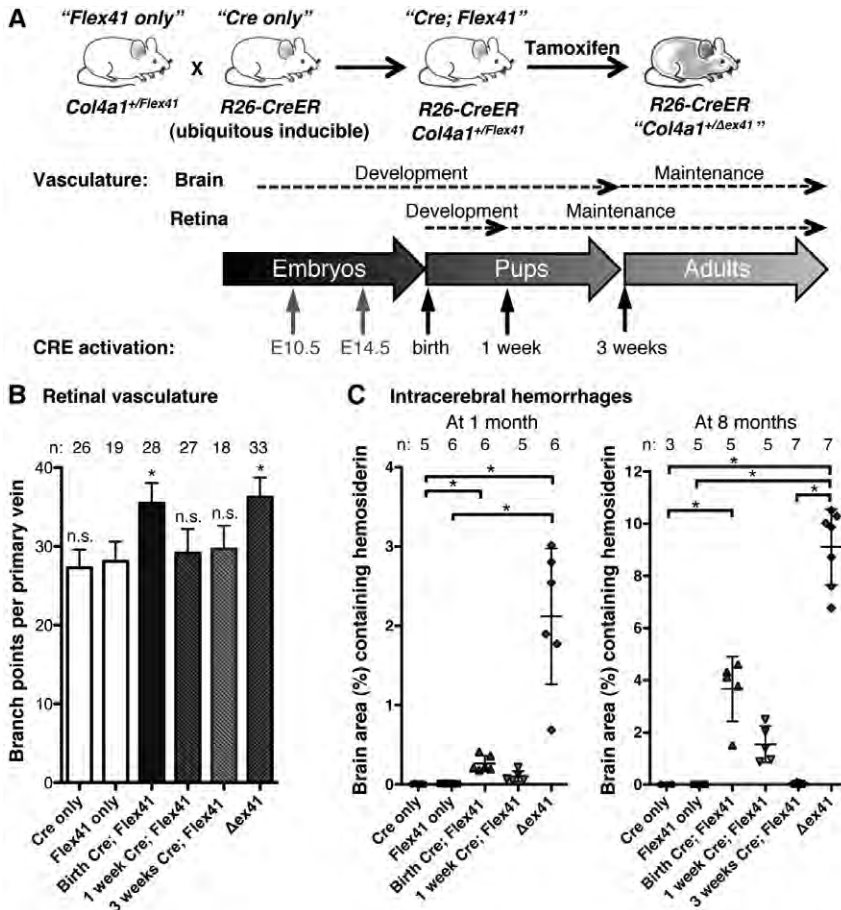 A
"Flex41 only" "Cre only" "Cre; Flex41"
X Tamoxifen
Col4a1+/Flex41 R26-CreER R26-CreER R26-CreER
(ubiquitous inducible) Col4a1+/Flex41 "Col4a1+/Δex41"
Vasculature: Brain Development Maintenance
Retina Development Maintenance
Embryos Pups Adults
CRE activation: E10.5 E14.5 birth 1 week 3 weeks
B Retinal vasculature
n: 26 19 28 27 18 33
Branch points per primary vein
40
30
20
10
0
n.s. * n.s. n.s. *
Cre only
Flex41 only
Birth Cre; Flex41
1 week Cre; Flex41
3 weeks Cre; Flex41
Δex41
C Intracerebral hemorrhages
At 1 month
n: 5 6 6 5 6
Brain area (%) containing hemosiderin
4
3
2
1
0
*
*
*
Cre only
Flex41 only
Birth Cre; Flex41
1 week Cre; Flex41
Δex41
At 8 months
n: 3 5 5 5 7 7
Brain area (%) containing hemosiderin
12
10
8
6
4
2
0
*
*
*
*
Cre only
Flex41 only
Birth Cre; Flex41
1 week Cre; Flex41
3 weeks Cre; Flex41
Δex41